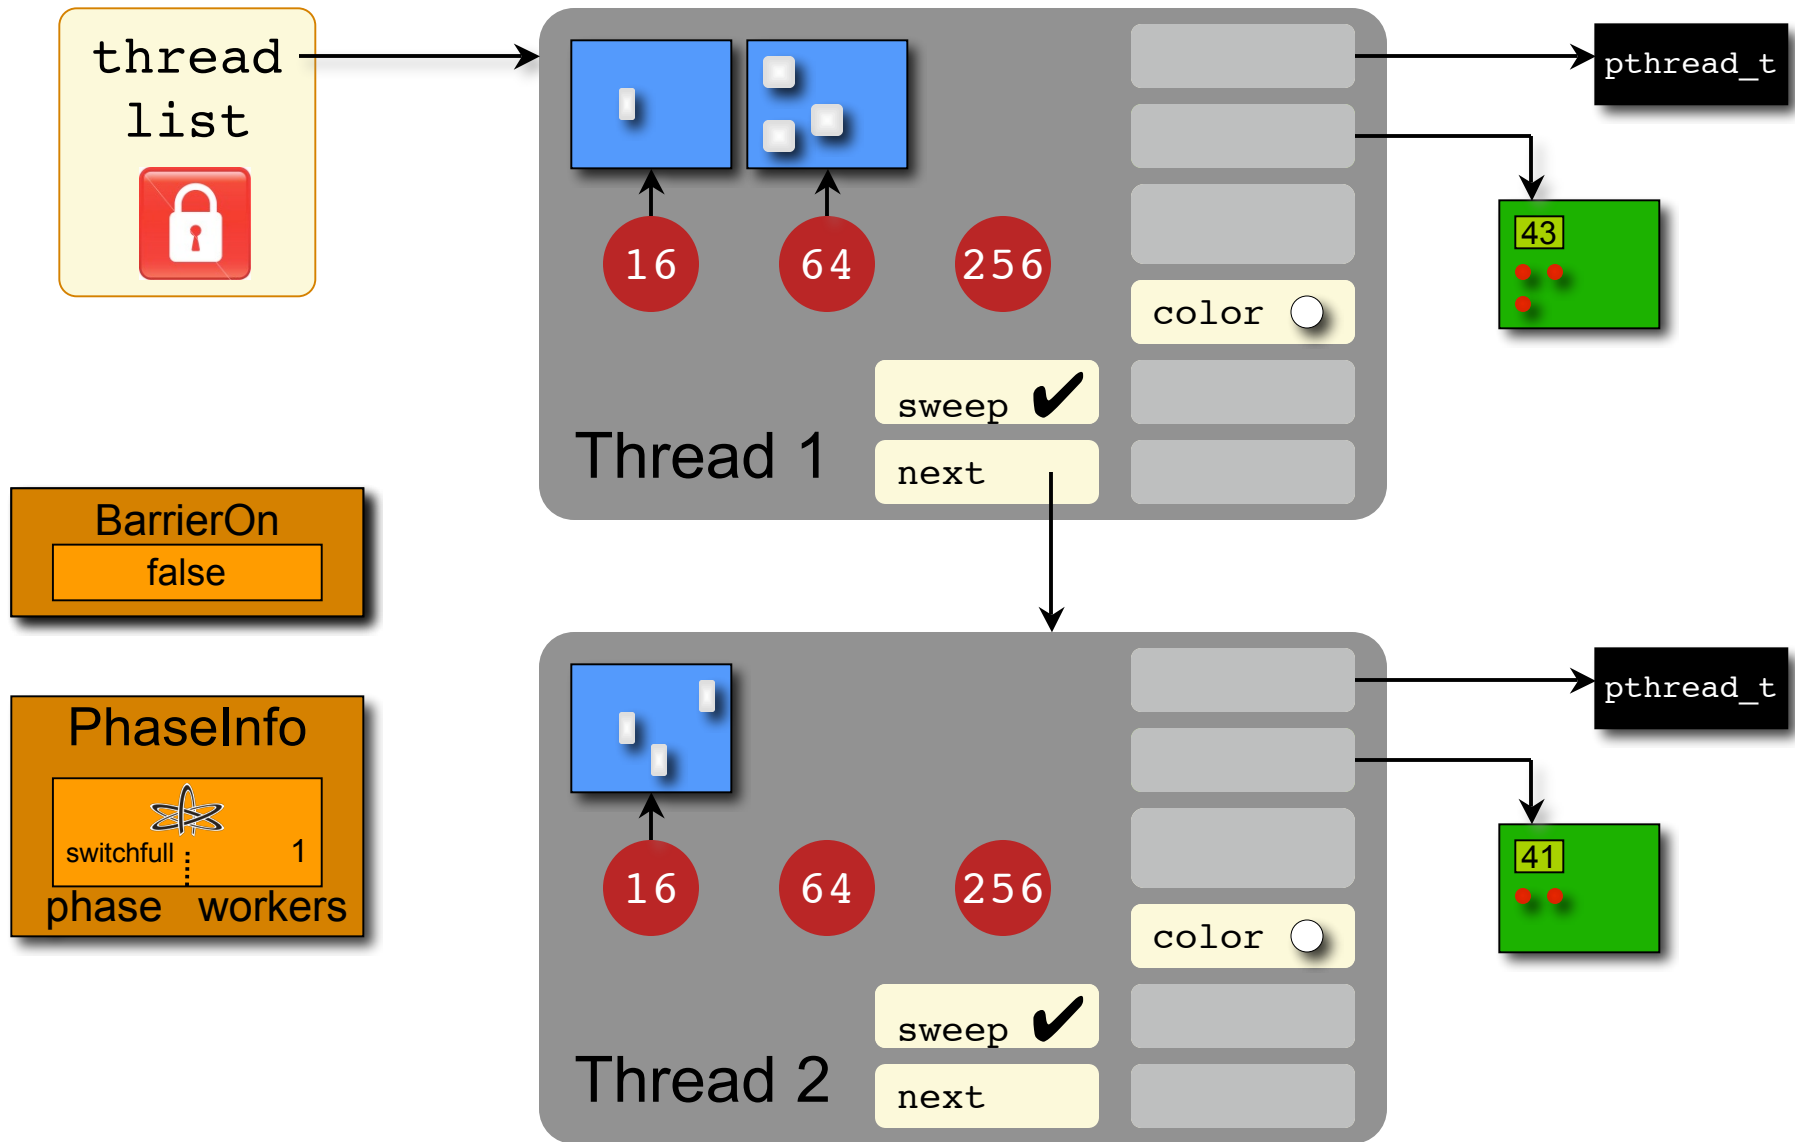 thread
list
pthread_t
43
16
64
256
color
sweep ✔
Thread 1
next
BarrierOn
false
pthread_t
PhaseInfo
switchfull
1
phase
workers
41
16
64
256
color
sweep ✔
Thread 2
next